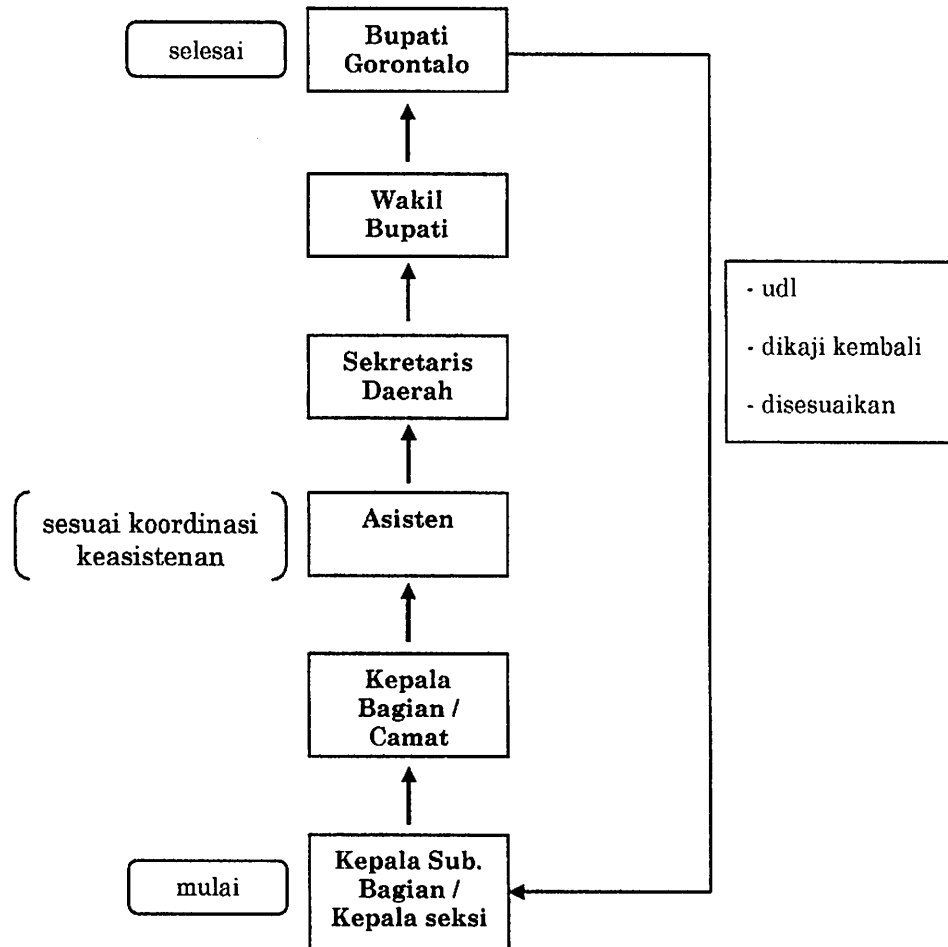 selesai
Bupati
Gorontalo
Wakil
Bupati
- udl
- dikaji kembali
- disesuaikan
Sekretaris
Daerah
sesuai koordinasi
keasistenan
Asisten
Kepala
Bagian /
Camat
mulai
Kepala Sub.
Bagian /
Kepala seksi